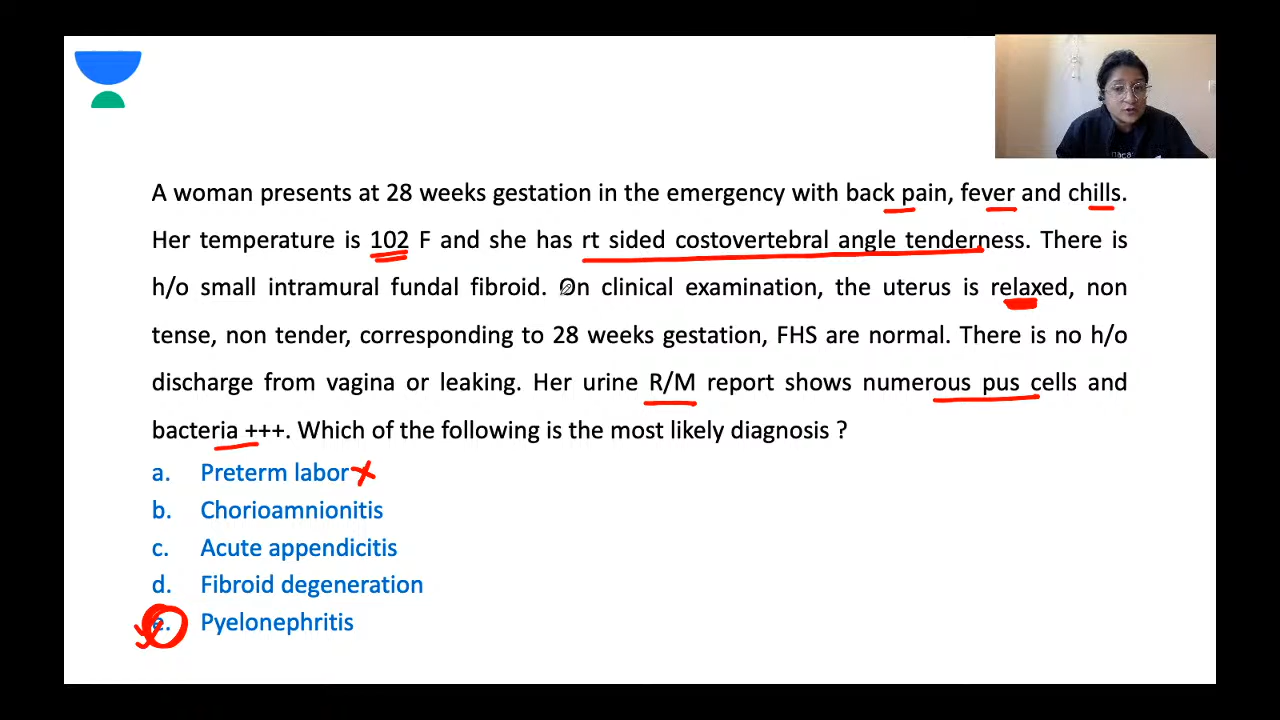 A woman presents at 28 weeks gestation in the emergency with back pain, fever and chills.
Her temperature is 102 F and she has rt sided costovertebral angle tenderness. There is
h/o small intramural fundal fibroid. On clinical examination, the uterus is relaxed, non
tense, non tender, corresponding to 28 weeks gestation, FHS are normal. There is no h/o
discharge from vagina or leaking. Her urine R/M report shows numerous pus cells and
bacteria +++. Which of the following is the most likely diagnosis ?
a. Preterm labor
b. Chorioamnionitis
c. Acute appendicitis
d. Fibroid degeneration
e. Pyelonephritis